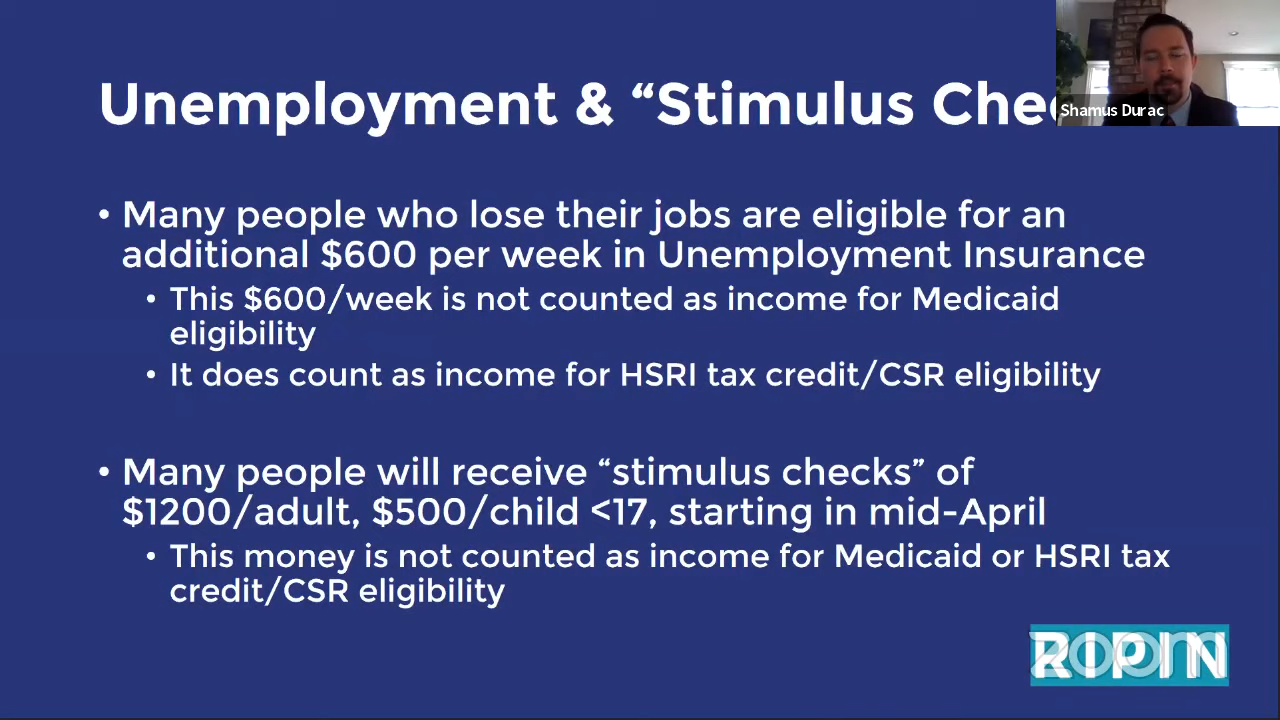 Unemployment & “Stimulus
Shamus Durac
• Many people who lose their jobs are eligible for an
additional $600 per week in Unemployment Insurance
• This $600/week is not counted as income for Medicaid
eligibility
• It does count as income for HSRI tax credit/CSR eligibility
• Many people will receive “stimulus checks” of
$1200/adult, $500/child <17, starting in mid-April
• This money is not counted as income for Medicaid or HSRI tax
credit/CSR eligibility
RIPIN
zoom